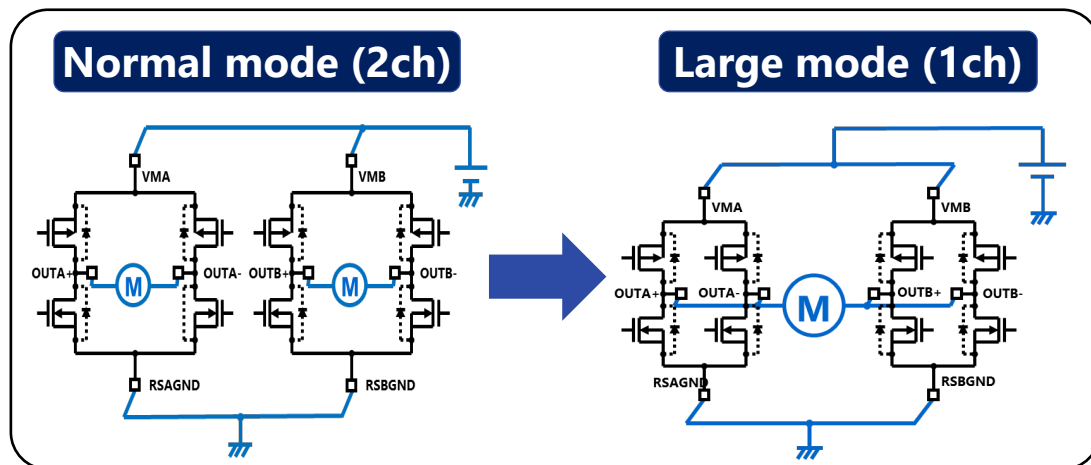 Normal mode (2ch)
Large mode (1ch)
VMA
VMB
OUTA+
M
OUTA-
OUTB+
M
OUTB-
RSAGND
RSBGND
VMA
VMB
OUTA+
OUTA-
M
OUTB+
OUTB-
RSAGND
RSBGND